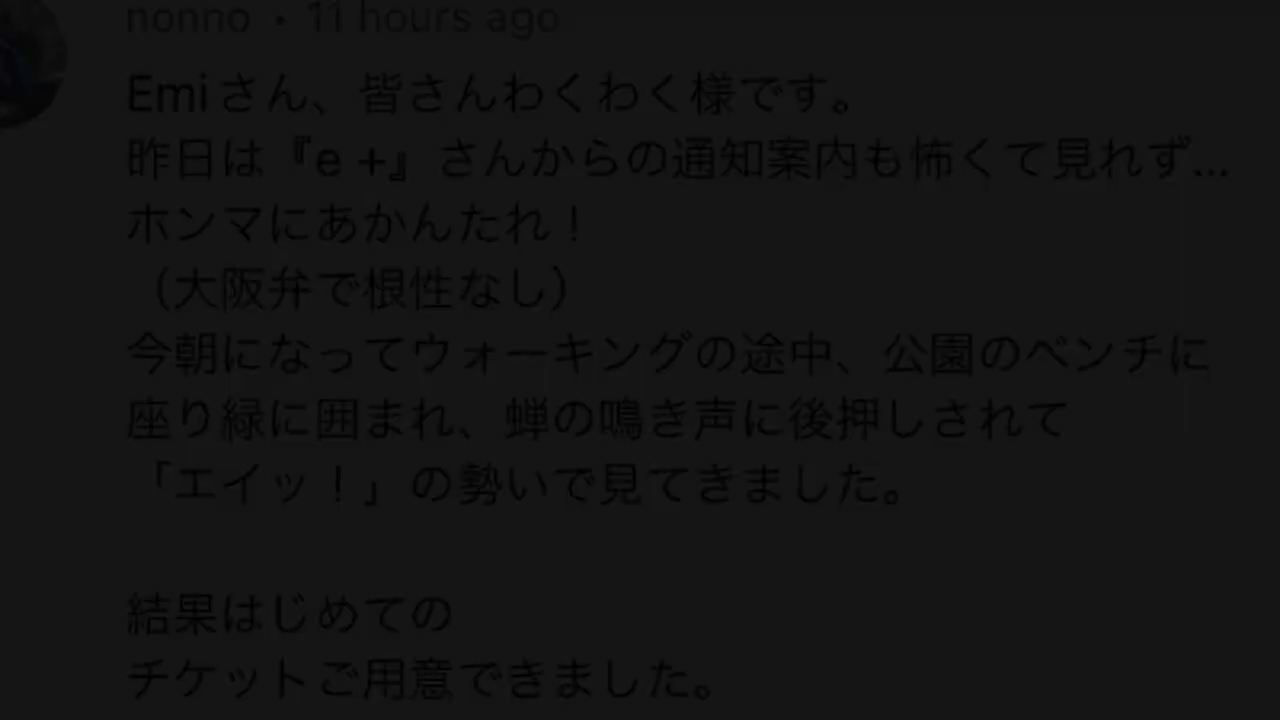 nonno • 11 hours ago
Emiさん、皆さんわくわく様です。
昨日は『e +』さんからの通知案内も怖くて見れず...
ホンマにあかんたれ！
（大阪弁で根性なし）
今朝になってウォーキングの途中、公園のベンチに
座り緑に囲まれ、蝉の鳴き声に後押しされて
「エイッ！」の勢いで見てきました。
結果はじめての
チケットご用意できました。